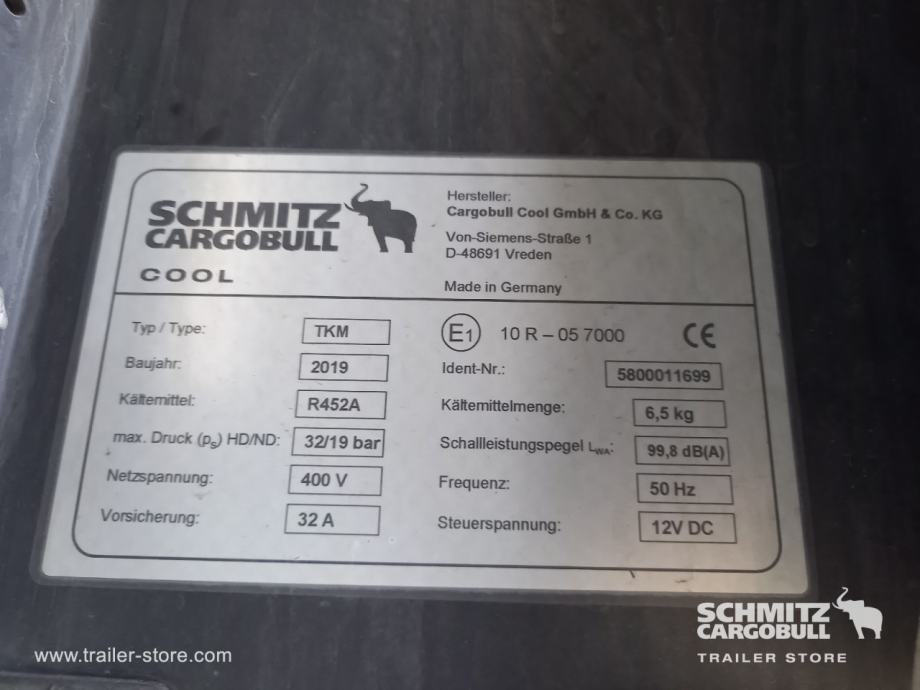 SCHMITZ
CARGOBULL
COOL
Hersteller:
Cargobull Cool GmbH & Co. KG
Von-Siemens-Straße 1
D-48691 Vreden
Made in Germany
Typ / Type: TKM
E1 10 R – 05 7000 CE
Baujahr: 2019
Ident-Nr.: 5800011699
Kältemittel: R452A
Kältemittelmenge: 6,5 kg
max. Druck (pS) HD/ND: 32/19 bar
Schallleistungspegel LWA: 99,8 dB(A)
Netzspannung: 400 V
Frequenz: 50 Hz
Vorsicherung: 32 A
Steuerspannung: 12V DC
www.trailer-store.com
SCHMITZ
CARGOBULL
TRAILER STORE